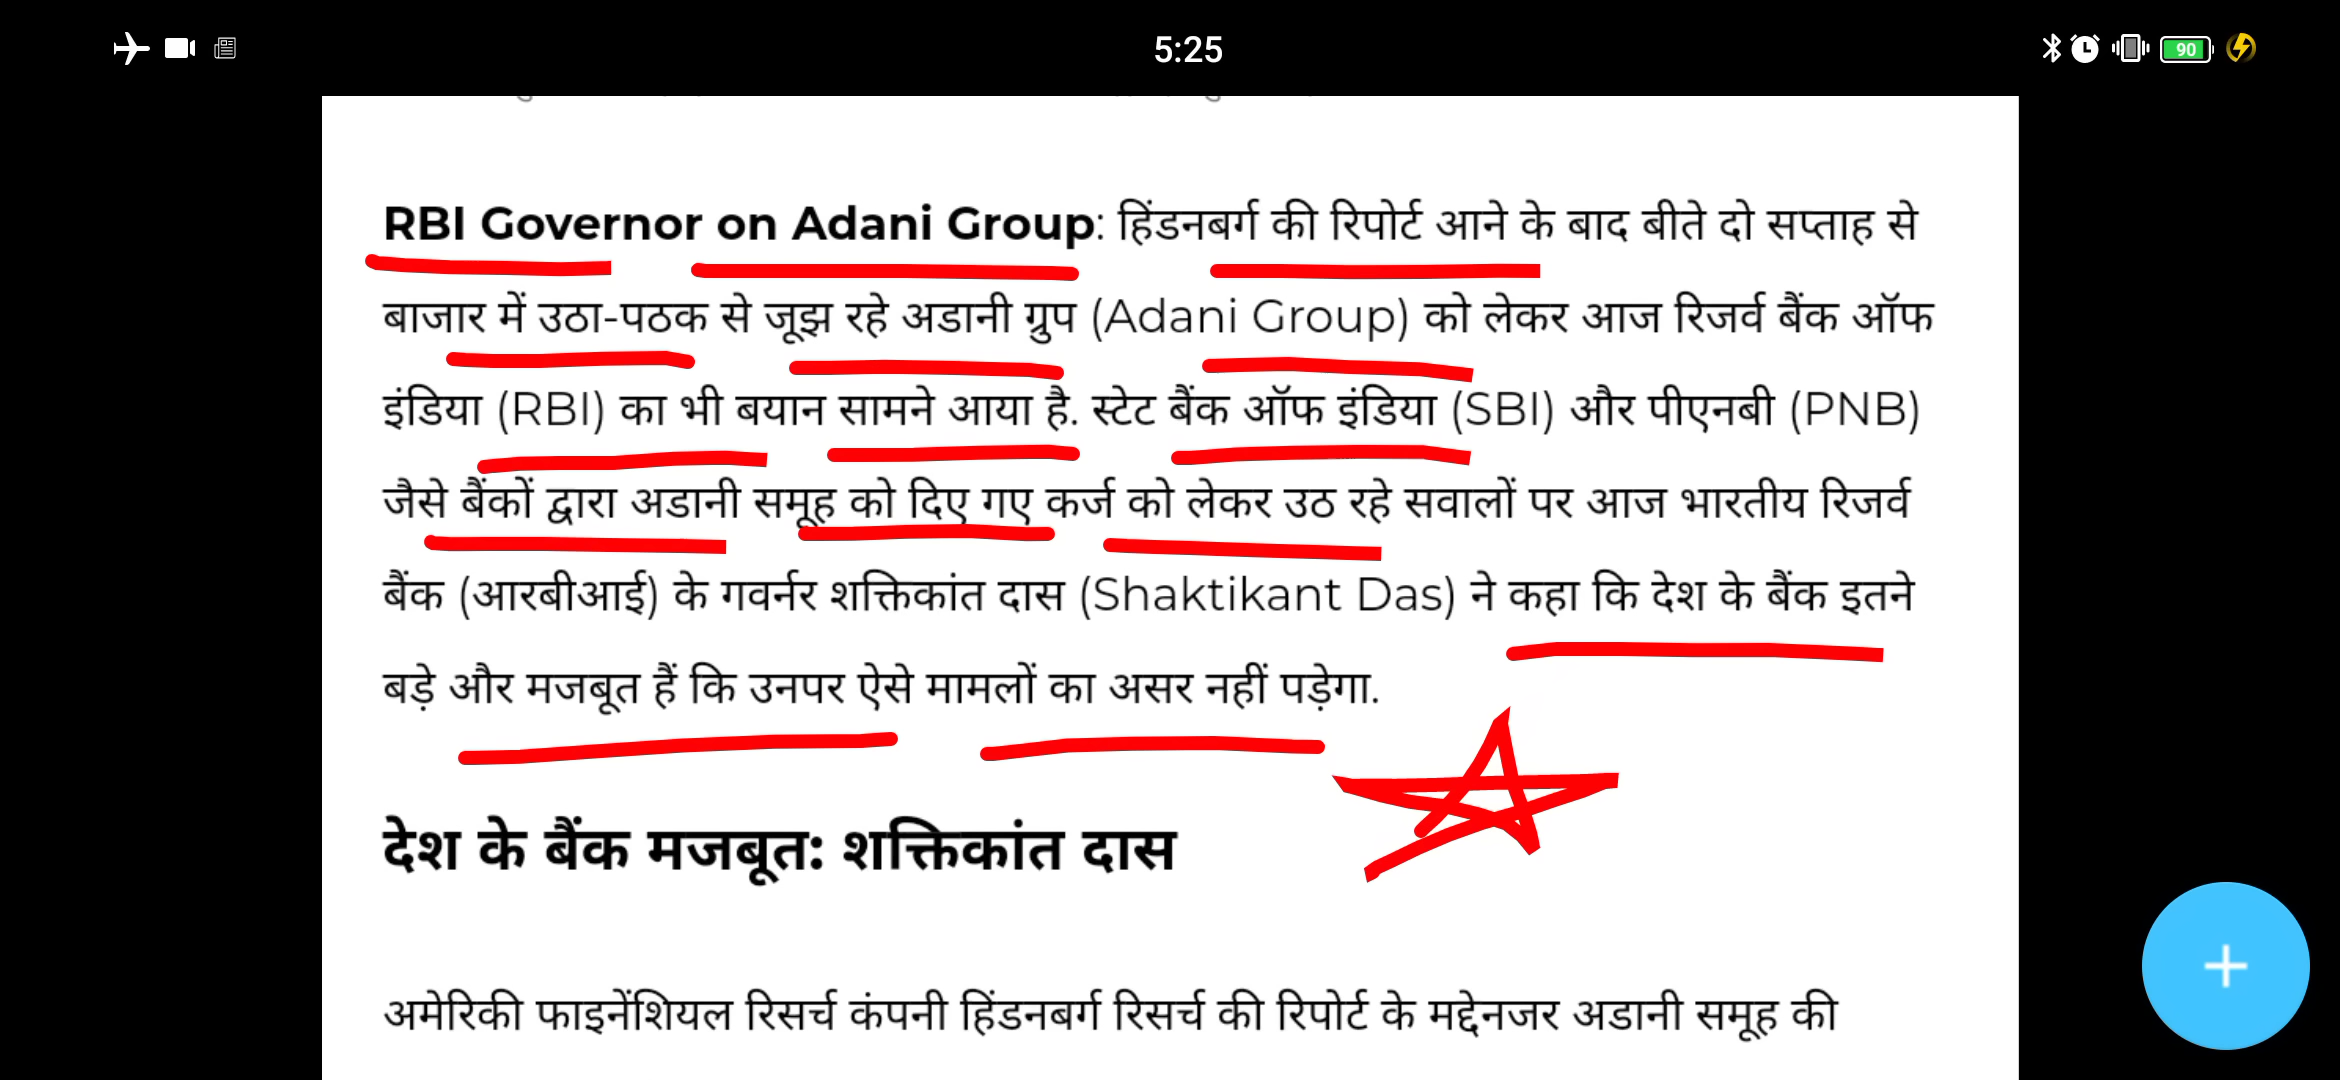 5:25
90
RBI Governor on Adani Group: हिंडनबर्ग की रिपोर्ट आने के बाद बीते दो सप्ताह से
बाजार में उठा-पठक से जूझ रहे अडानी ग्रुप (Adani Group) को लेकर आज रिजर्व बैंक ऑफ
इंडिया (RBI) का भी बयान सामने आया है. स्टेट बैंक ऑफ इंडिया (SBI) और पीएनबी (PNB)
जैसे बैंकों द्वारा अडानी समूह को दिए गए कर्ज को लेकर उठ रहे सवालों पर आज भारतीय रिजर्व
बैंक (आरबीआई) के गवर्नर शक्तिकांत दास (Shaktikant Das) ने कहा कि देश के बैंक इतने
बड़े और मजबूत हैं कि उनपर ऐसे मामलों का असर नहीं पड़ेगा.
देश के बैंक मजबूत: शक्तिकांत दास
अमेरिकी फाइनेंशियल रिसर्च कंपनी हिंडनबर्ग रिसर्च की रिपोर्ट के मद्देनजर अडानी समूह की